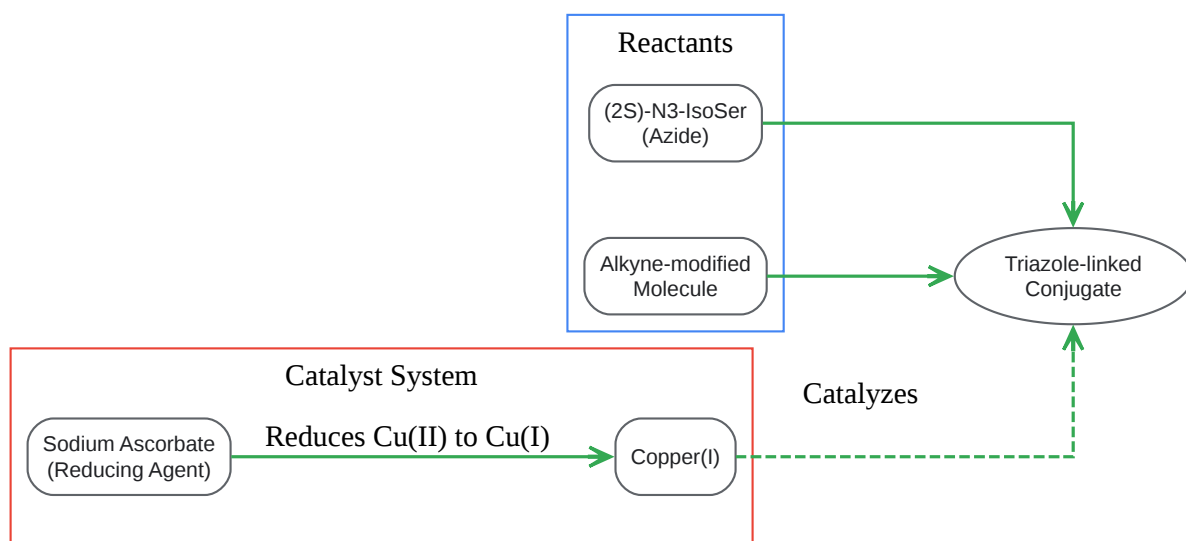 Reactants
(2S)-N3-IsoSer
(Azide)
Alkyne-modified
Molecule
Triazole-linked
Conjugate
Catalyst System
Catalyzes
Sodium Ascorbate
(Reducing Agent)
Reduces Cu(II) to Cu(I)
Copper(I)